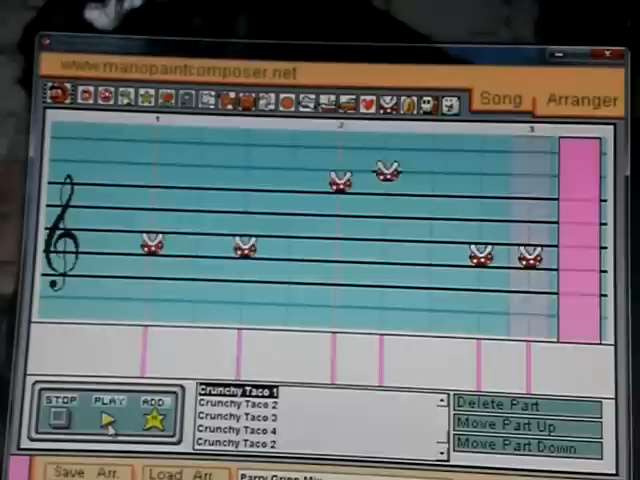 www.mariopaintcomposer.net
Song
Arranger
1
2
3
STOP
PLAY
ADD
Crunchy Taco 1
Crunchy Taco 2
Crunchy Taco 3
Crunchy Taco 4
Crunchy Taco 2
Delete Part
Move Part Up
Move Part Down
Save Arr.
Load Arr.